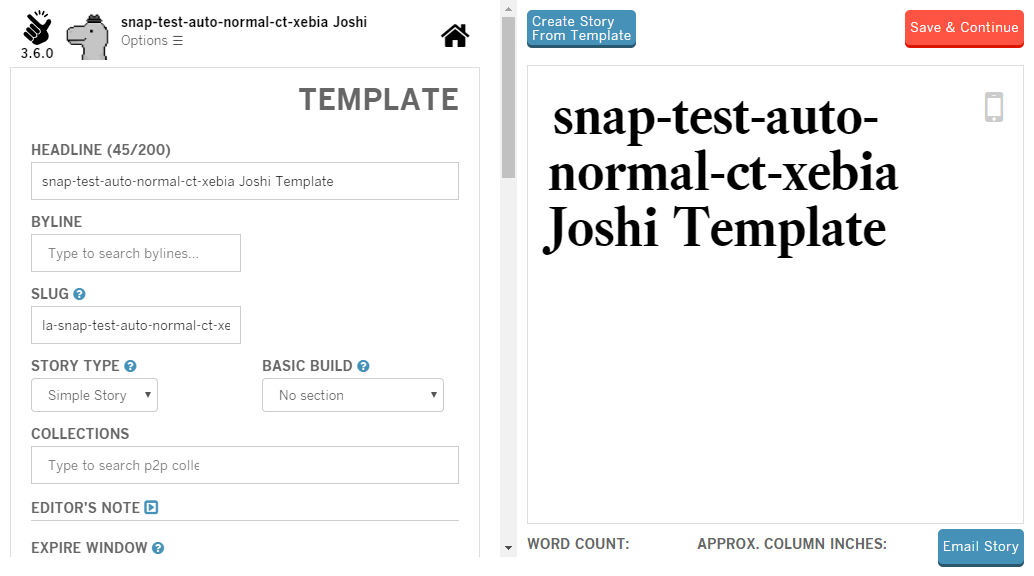 snap-test-auto-normal-ct-xebia Joshi
Options ☰
3.6.0
TEMPLATE
HEADLINE (45/200)
snap-test-auto-normal-ct-xebia Joshi Template
BYLINE
Type to search bylines...
SLUG
la-snap-test-auto-normal-ct-xe
STORY TYPE
BASIC BUILD
Simple Story
No section
COLLECTIONS
Type to search p2p colle
EDITOR'S NOTE
EXPIRE WINDOW
Create Story
From Template
Save & Continue
snap-test-auto-
normal-ct-xebia
Joshi Template
WORD COUNT:
APPROX. COLUMN INCHES:
Email Story